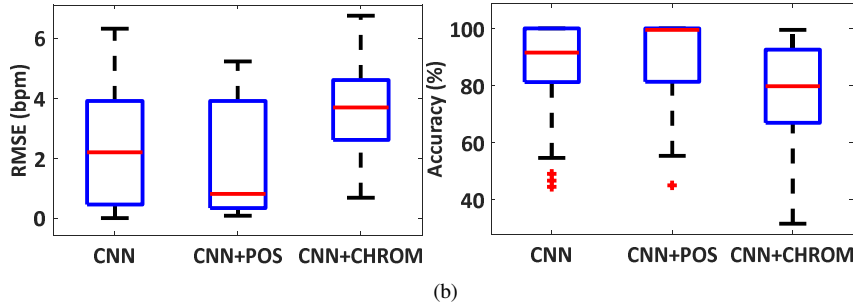 RMSE (bpm)
6
4
2
0
CNN
CNN+POS
CNN+CHROM
Accuracy (%)
100
80
60
40
CNN
CNN+POS
CNN+CHROM
(b)